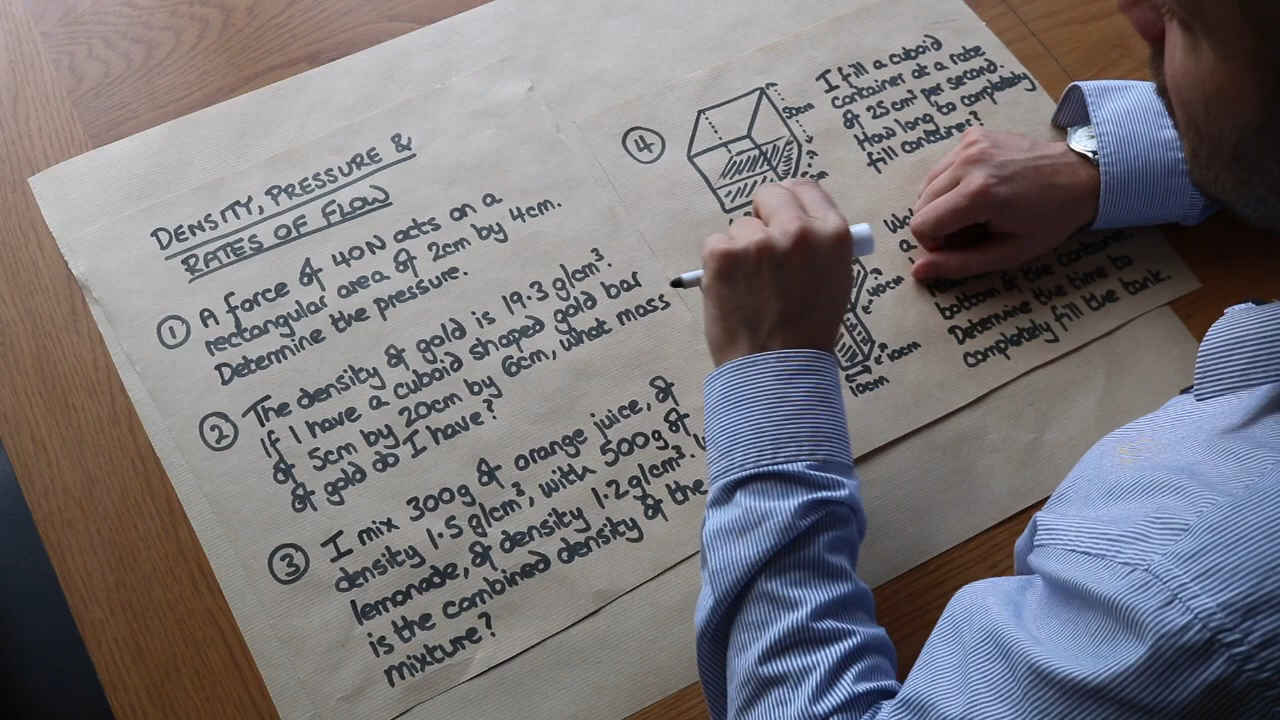 DENSITY, PRESSURE &
RATES OF FLOW
① A force of 40N acts on a
rectangular area of 2cm by 4cm.
Determine the pressure.
② The density of gold is 19.3 g/cm³.
If I have a cuboid shaped gold bar
of 5cm by 20cm by 6cm, what mass
of gold do I have?
③ I mix 300g of orange juice, of
density 1.5 g/cm³, with 500g of
lemonade, of density 1.2 g/cm³.
is the combined density of the
mixture?
④
50cm
I fill a cuboid
container at a rate
of 25cm³ per second.
How long to completely
fill container?
a
40cm
10cm
10cm
bottom of the container.
Determine the time to
completely fill the tank.